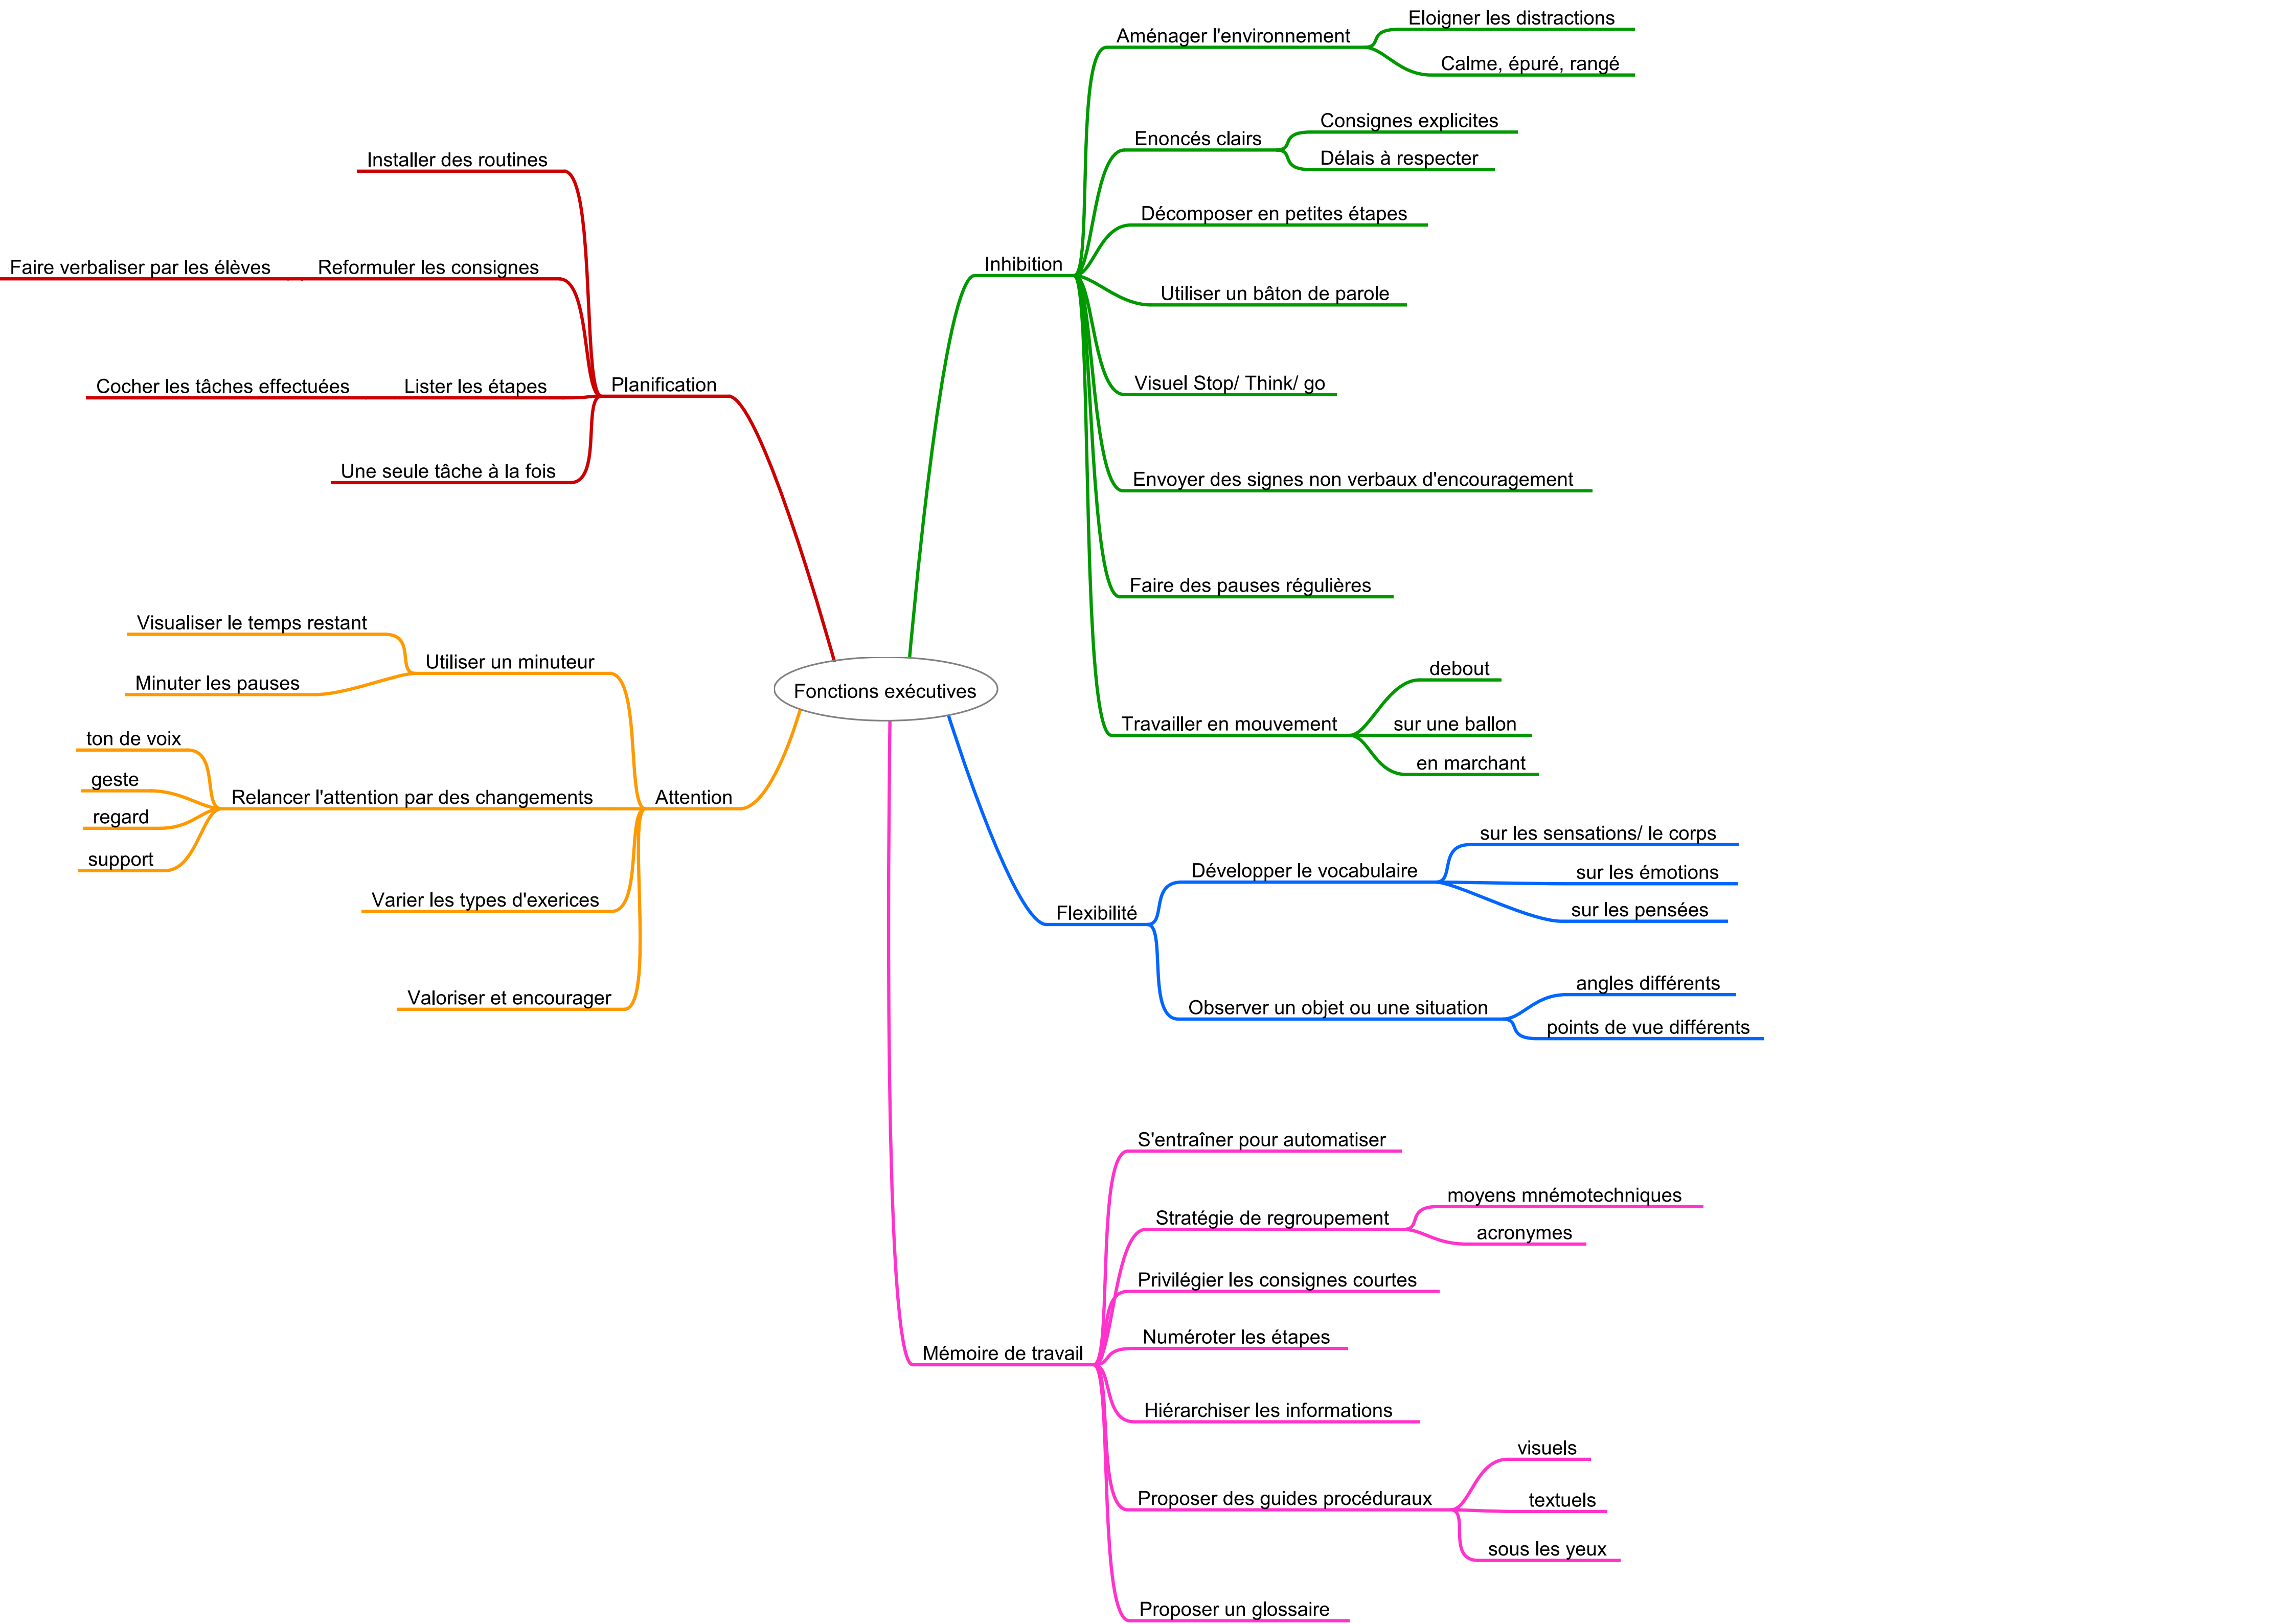 Fonctions exécutives
Inhibition
Aménager l'environnement
Eloigner les distractions
Calme, épuré, rangé
Enoncés clairs
Consignes explicites
Délais à respecter
Décomposer en petites étapes
Utiliser un bâton de parole
Visuel Stop/ Think/ go
Envoyer des signes non verbaux d'encouragement
Faire des pauses régulières
Travailler en mouvement
debout
sur une ballon
en marchant
Flexibilité
Développer le vocabulaire
sur les sensations/ le corps
sur les émotions
sur les pensées
Observer un objet ou une situation
angles différents
points de vue différents
Mémoire de travail
S'entraîner pour automatiser
Stratégie de regroupement
moyens mnémotechniques
acronymes
Privilégier les consignes courtes
Numéroter les étapes
Hiérarchiser les informations
Proposer des guides procéduraux
visuels
textuels
sous les yeux
Proposer un glossaire
Planification
Installer des routines
Reformuler les consignes
Faire verbaliser par les élèves
Lister les étapes
Cocher les tâches effectuées
Une seule tâche à la fois
Attention
Utiliser un minuteur
Visualiser le temps restant
Minuter les pauses
Relancer l'attention par des changements
ton de voix
geste
regard
support
Varier les types d'exerices
Valoriser et encourager